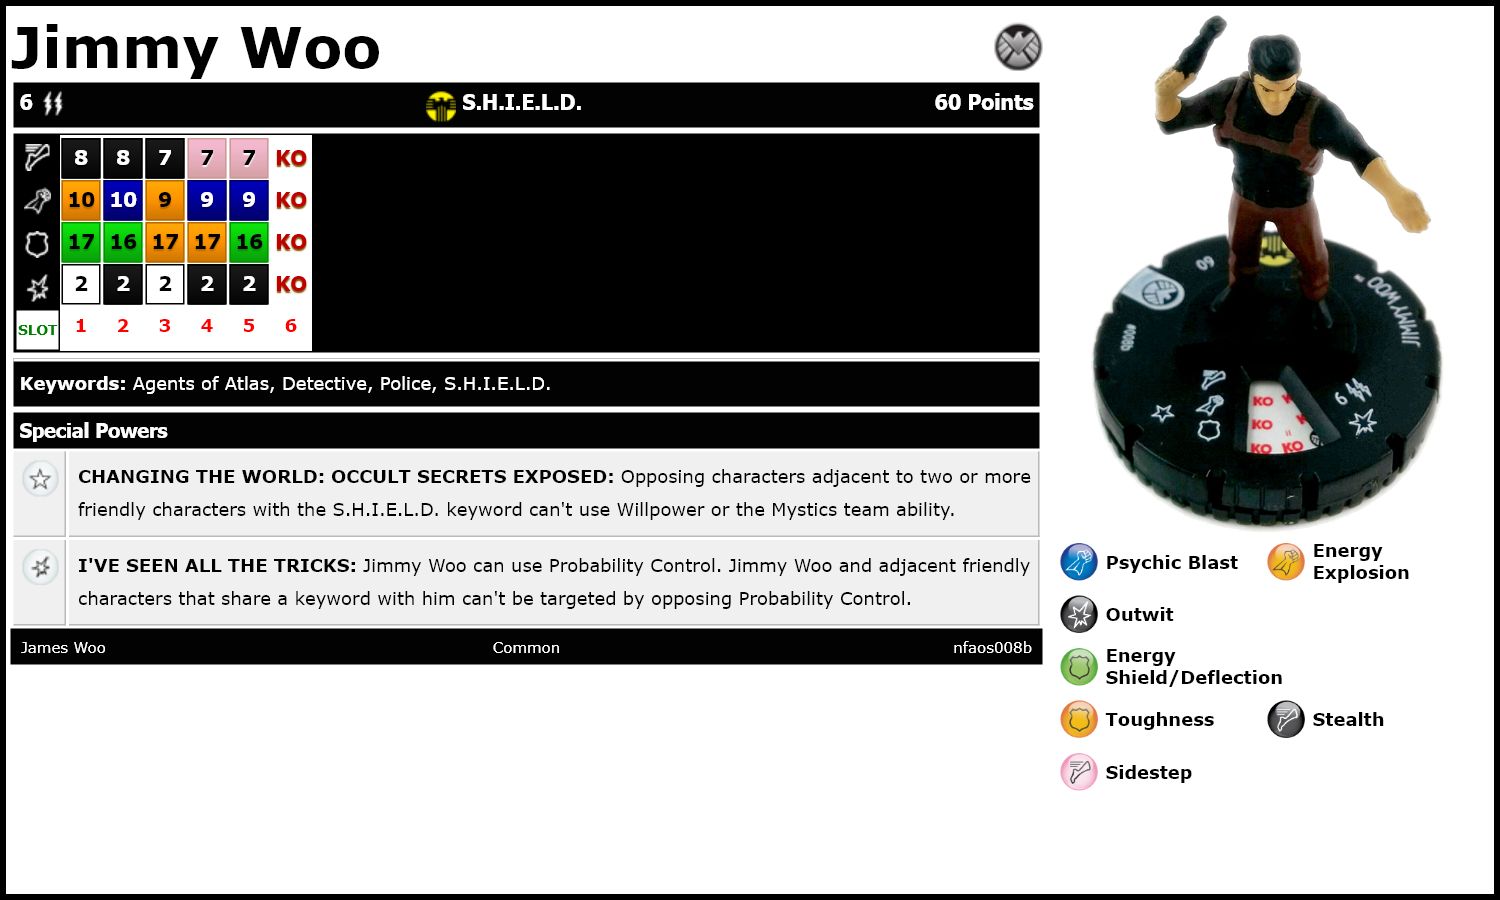 Jimmy Woo
6 S.H.I.E.L.D. 60 Points
8 8 7 7 7 KO
10 10 9 9 9 KO
17 16 17 17 16 KO
2 2 2 2 2 KO
SLOT 1 2 3 4 5 6
Keywords: Agents of Atlas, Detective, Police, S.H.I.E.L.D.
Special Powers
CHANGING THE WORLD: OCCULT SECRETS EXPOSED: Opposing characters adjacent to two or more
friendly characters with the S.H.I.E.L.D. keyword can't use Willpower or the Mystics team ability.
I'VE SEEN ALL THE TRICKS: Jimmy Woo can use Probability Control. Jimmy Woo and adjacent friendly
characters that share a keyword with him can't be targeted by opposing Probability Control.
James Woo Common nfaos008b
60
JIMMY WOO ™
#008b
6
KO
KO
KO KO
Psychic Blast Energy
Explosion
Outwit
Energy
Shield/Deflection
Toughness Stealth
Sidestep